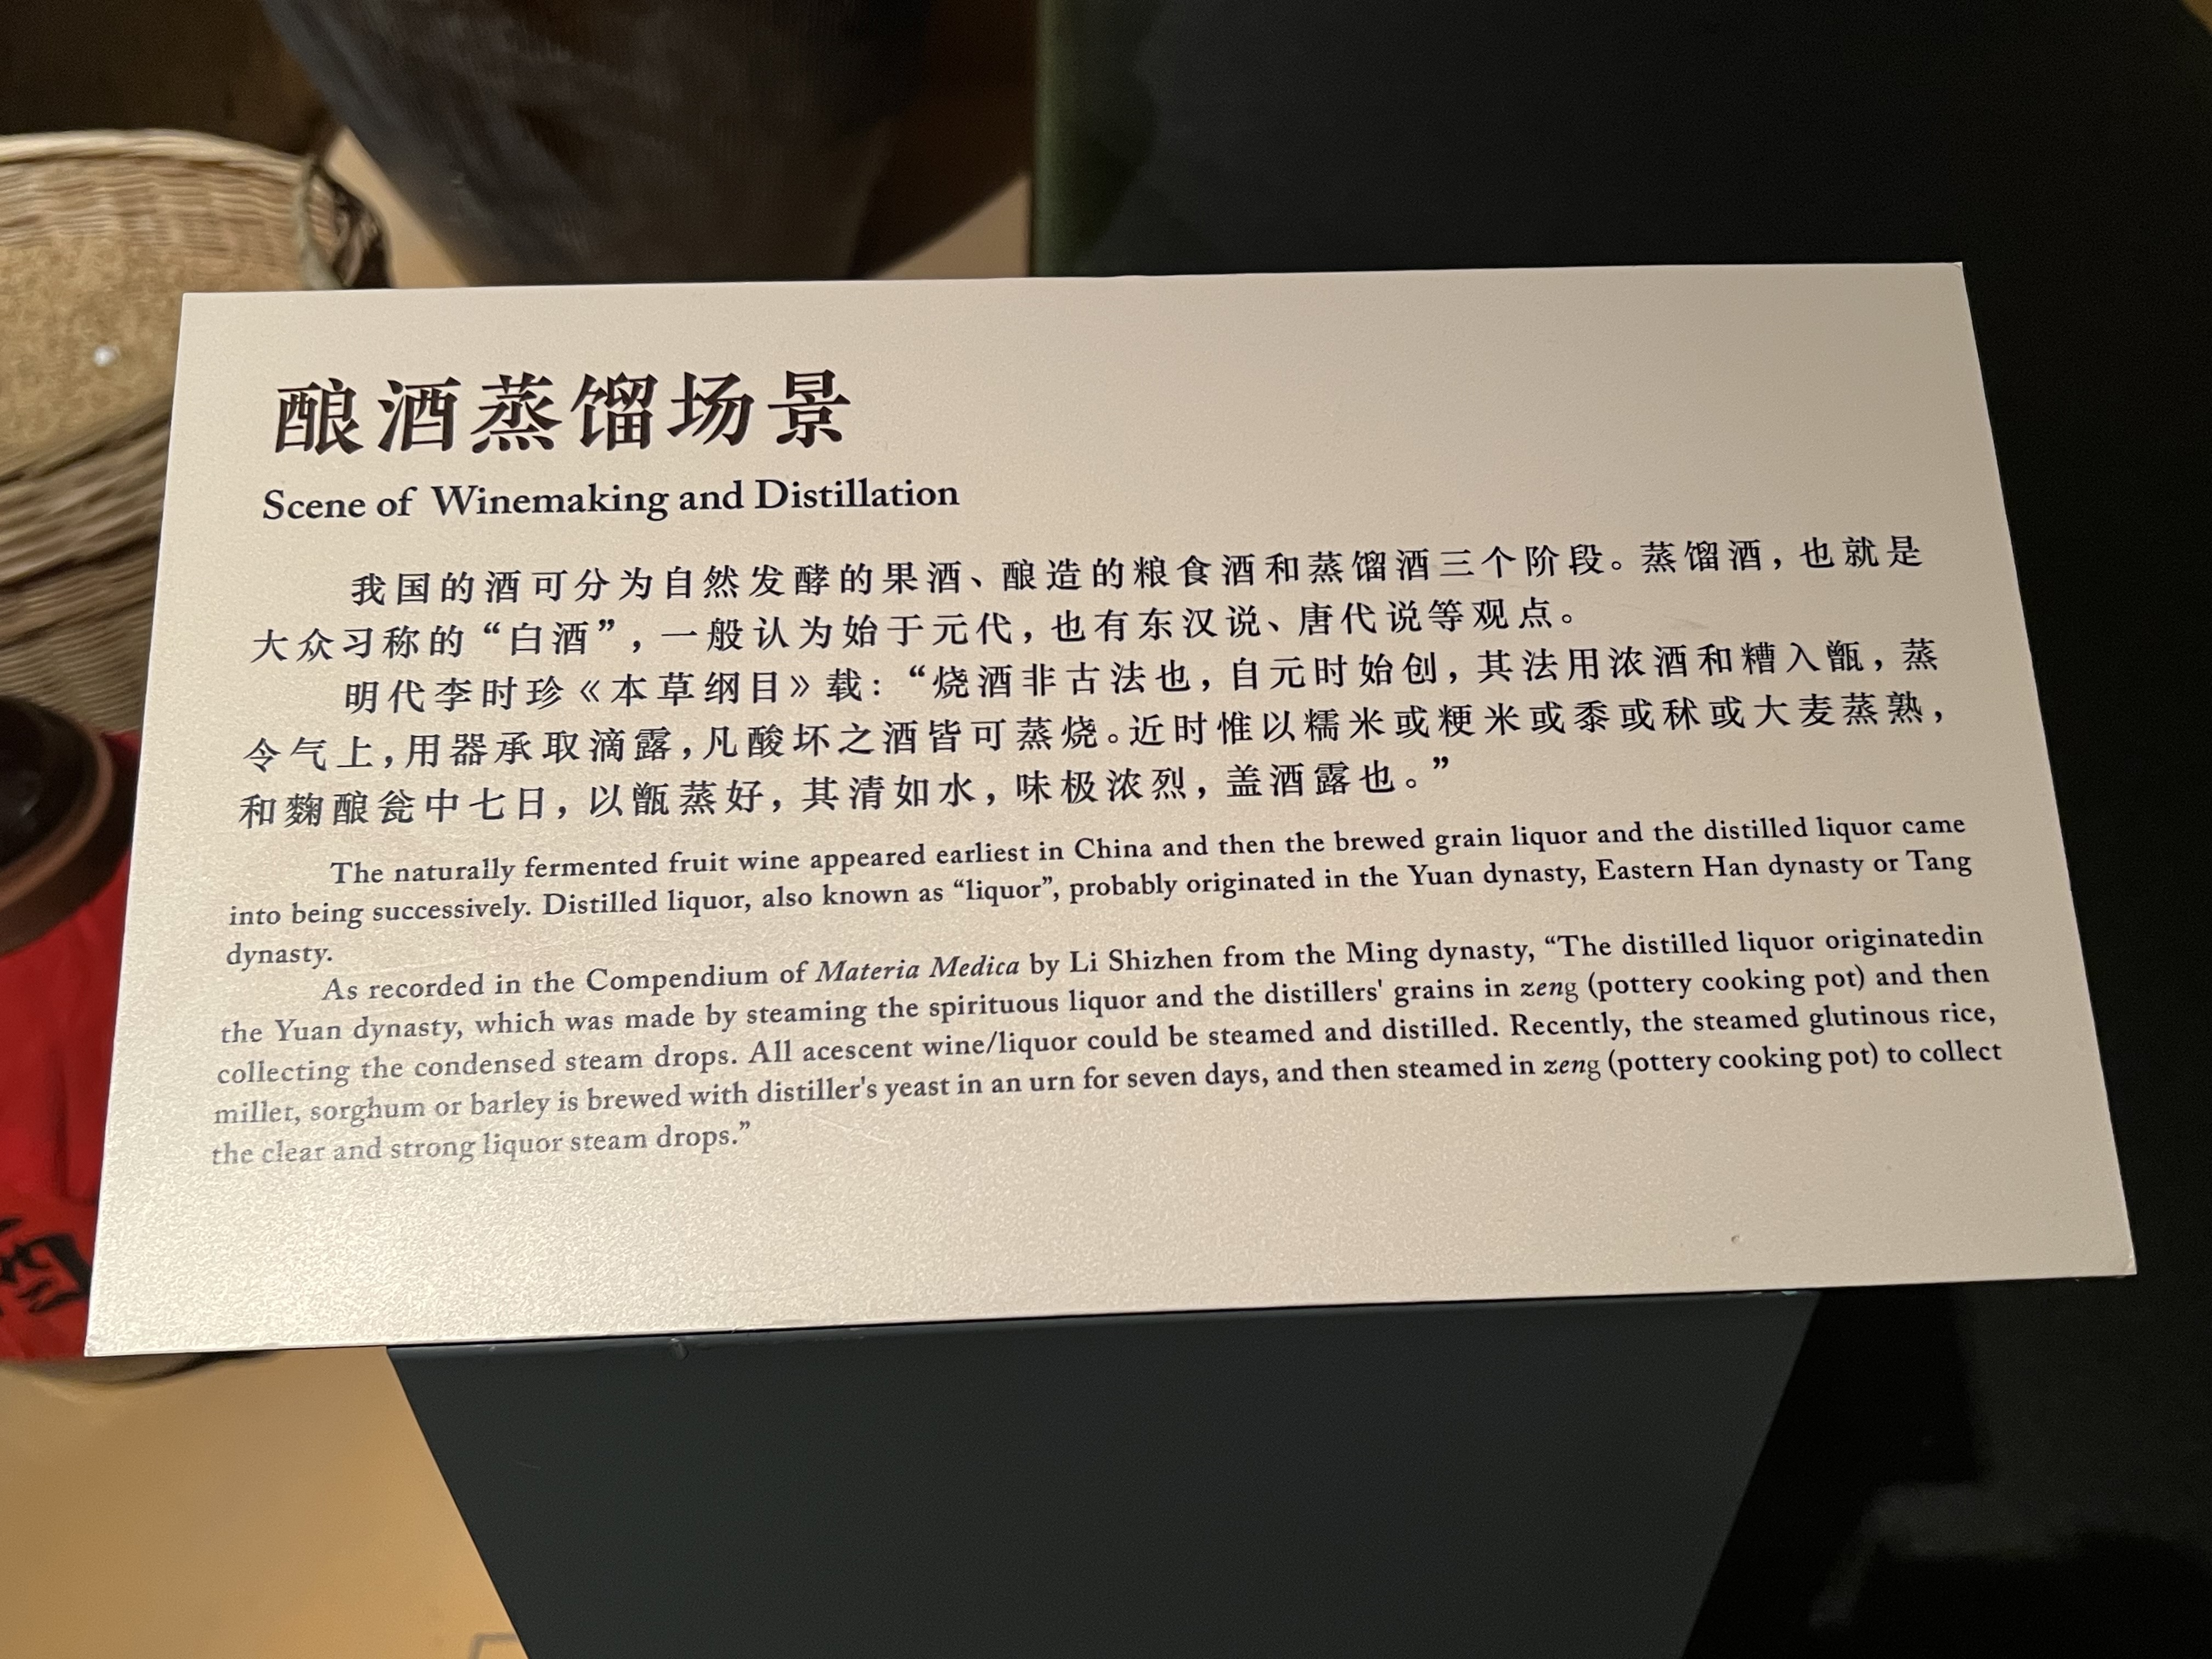 酿酒蒸馏场景
Scene of Winemaking and Distillation
我国的酒可分为自然发酵的果酒、酿造的粮食酒和蒸馏酒三个阶段。蒸馏酒，也就是
大众习称的“白酒”，一般认为始于元代，也有东汉说、唐代说等观点。
明代李时珍《本草纲目》载：“烧酒非古法也，自元时始创，其法用浓酒和糟入甑，蒸
令气上，用器承取滴露，凡酸坏之酒皆可蒸烧。近时惟以糯米或粳米或黍或秫或大麦蒸熟，
和麴酿瓮中七日，以甑蒸好，其清如水，味极浓烈，盖酒露也。”
The naturally fermented fruit wine appeared earliest in China and then the brewed grain liquor and the distilled liquor came
into being successively. Distilled liquor, also known as “liquor”, probably originated in the Yuan dynasty, Eastern Han dynasty or Tang
dynasty.
As recorded in the Compendium of Materia Medica by Li Shizhen from the Ming dynasty, “The distilled liquor originatedin
the Yuan dynasty, which was made by steaming the spirituous liquor and the distillers' grains in zeng (pottery cooking pot) and then
collecting the condensed steam drops. All acescent wine/liquor could be steamed and distilled. Recently, the steamed glutinous rice,
millet, sorghum or barley is brewed with distiller's yeast in an urn for seven days, and then steamed in zeng (pottery cooking pot) to collect
the clear and strong liquor steam drops.”